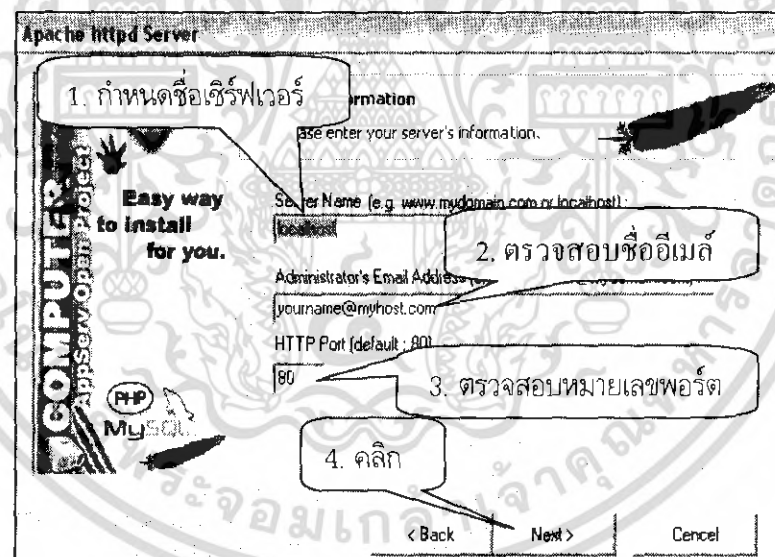 Apache httpd Server
1. กำหนดชื่อเซิร์ฟเวอร์
ase enter your server's information.
Easy way
to install
for you.
COMPUTER
AppServ Open Project
PHP
MySQL
Server Name (e.g. www.mydomain.com or localhost) :
localhost
2. ตรวจสอบชื่ออีเมล์
Administrator's Email Address
yourname@myhost.com
HTTP Port (default : 80)
80
3. ตรวจสอบหมายเลขพอร์ต
4. คลิก
< Back
Next >
Cancel